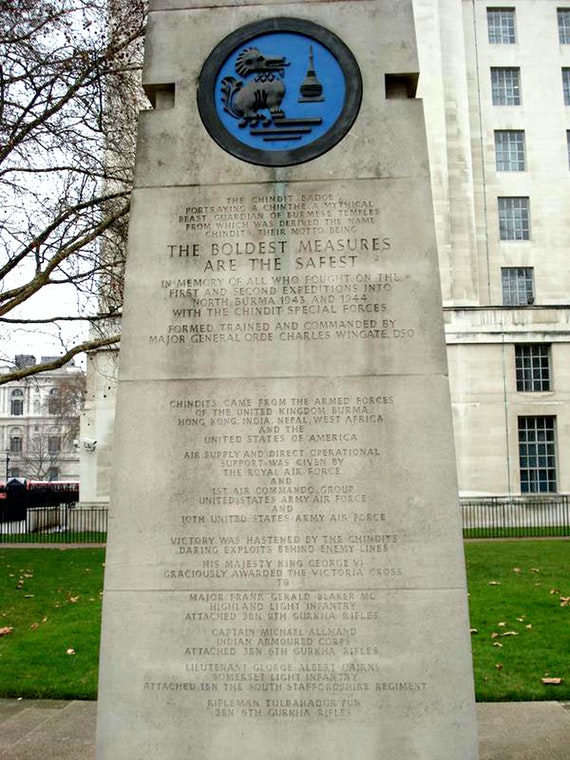 THE CHINDIT BADGE
PORTRAYING A CHINTHE A MYTHICAL
BEAST GUARDIAN OF BURMESE TEMPLES
FROM WHICH WAS DERIVED THE NAME
CHINDITS THEIR MOTTO BEING
THE BOLDEST MEASURES
ARE THE SAFEST
IN MEMORY OF ALL WHO FOUGHT ON THE
FIRST AND SECOND EXPEDITIONS INTO
NORTH BURMA 1943 AND 1944
WITH THE CHINDIT SPECIAL FORCES
FORMED, TRAINED AND COMMANDED BY
MAJOR GENERAL ORDE CHARLES WINGATE, DSO
CHINDITS CAME FROM THE ARMED FORCES
OF THE UNITED KINGDOM BURMA,
HONG KONG, INDIA, NEPAL, WEST AFRICA
AND THE
UNITED STATES OF AMERICA
AIR SUPPLY AND DIRECT OPERATIONAL
SUPPORT WAS GIVEN BY
THE ROYAL AIR FORCE
AND
1ST AIR COMMANDO GROUP
UNITED STATES ARMY AIR FORCE
AND
10TH UNITED STATES ARMY AIR FORCE
VICTORY WAS HASTENED BY THE CHINDITS
DARING EXPLOITS BEHIND ENEMY LINES
HIS MAJESTY KING GEORGE VI
GRACIOUSLY AWARDED THE VICTORIA CROSS
TO
MAJOR FRANK GERALD BLAKER MC
HIGHLAND LIGHT INFANTRY
ATTACHED 3BN 9TH GURKHA RIFLES
CAPTAIN MICHAEL ALLMAND
INDIAN ARMOURED CORPS
ATTACHED 3BN 6TH GURKHA RIFLES
LIEUTENANT GEORGE ALBERT CAIRNS
SOMERSET LIGHT INFANTRY
ATTACHED 1BN THE SOUTH STAFFORDSHIRE REGIMENT
RIFLEMAN TULBAHADUR PUN
3BN 6TH GURKHA RIFLES